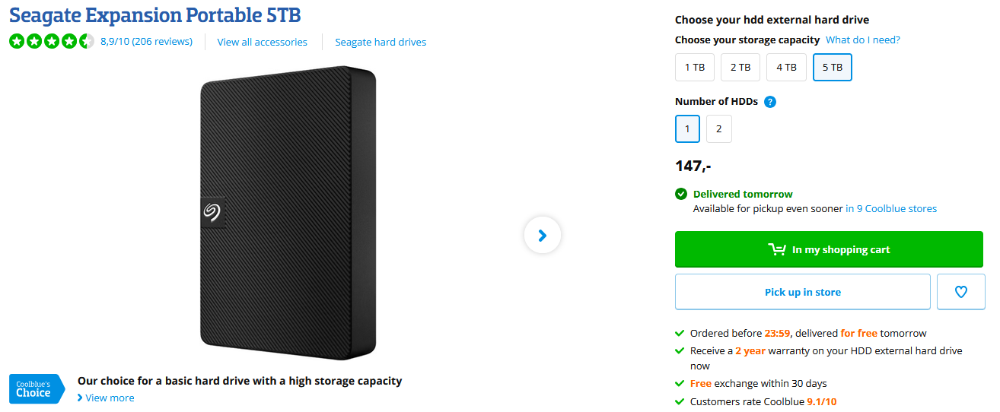 Seagate Expansion Portable 5TB
8,9/10 (206 reviews)
View all accessories
Seagate hard drives
Coolblue's
Choice
Our choice for a basic hard drive with a high storage capacity
View more
Choose your hdd external hard drive
Choose your storage capacity What do I need?
1 TB 2 TB 4 TB 5 TB
Number of HDDs ?
1 2
147,-
Delivered tomorrow
Available for pickup even sooner in 9 Coolblue stores
In my shopping cart
Pick up in store
Ordered before 23:59, delivered for free tomorrow
Receive a 2 year warranty on your HDD external hard drive
now
Free exchange within 30 days
Customers rate Coolblue 9.1/10